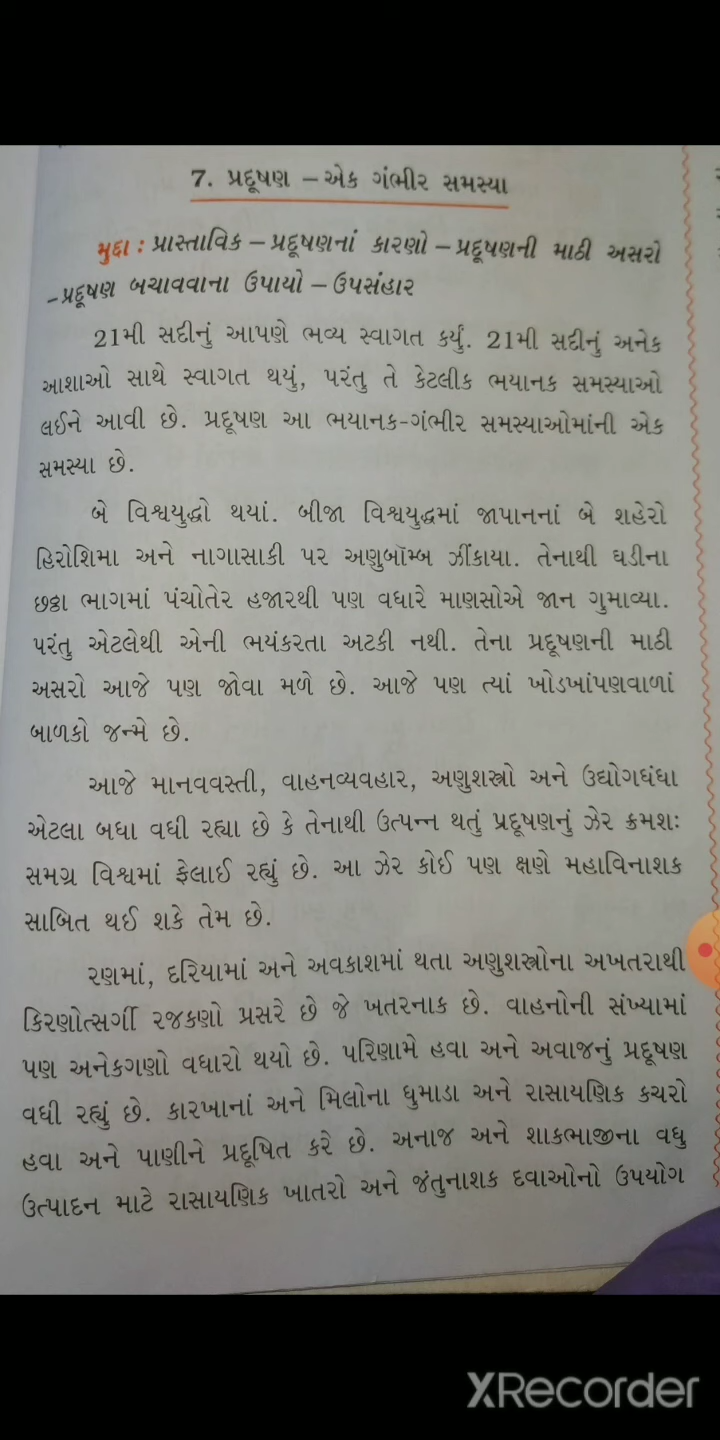 7. પ્રદૂષણ – એક ગંભીર સમસ્યા
મુદ્દા : પ્રાસ્તાવિક – પ્રદૂષણનાં કારણો – પ્રદૂષણની માઠી અસરો
– પ્રદૂષણ બચાવવાના ઉપાયો – ઉપસંહાર
21મી સદીનું આપણે ભવ્ય સ્વાગત કર્યું. 21મી સદીનું અનેક
આશાઓ સાથે સ્વાગત થયું, પરંતુ તે કેટલીક ભયાનક સમસ્યાઓ
લઈને આવી છે. પ્રદૂષણ આ ભયાનક-ગંભીર સમસ્યાઓમાંની એક
સમસ્યા છે.
બે વિશ્વયુદ્ધો થયાં. બીજા વિશ્વયુદ્ધમાં જાપાનનાં બે શહેરો
હિરોશિમા અને નાગાસાકી પર અણુબૉમ્બ ઝીંકાયા. તેનાથી ઘડીના
છઠ્ઠા ભાગમાં પંચોતેર હજારથી પણ વધારે માણસોએ જાન ગુમાવ્યા.
પરંતુ એટલેથી એની ભયંકરતા અટકી નથી. તેના પ્રદૂષણની માઠી
અસરો આજે પણ જોવા મળે છે. આજે પણ ત્યાં ખોડખાંપણવાળાં
બાળકો જન્મે છે.
આજે માનવવસ્તી, વાહનવ્યવહાર, અણુશસ્ત્રો અને ઉદ્યોગધંધા
એટલા બધા વધી રહ્યા છે કે તેનાથી ઉત્પન્ન થતું પ્રદૂષણનું ઝેર ક્રમશઃ
સમગ્ર વિશ્વમાં ફેલાઈ રહ્યું છે. આ ઝેર કોઈ પણ ક્ષણે મહાવિનાશક
સાબિત થઈ શકે તેમ છે.
રણમાં, દરિયામાં અને અવકાશમાં થતા અણુશસ્ત્રોના અખતરાથી
કિરણોત્સર્ગી રજકણો પ્રસરે છે જે ખતરનાક છે. વાહનોની સંખ્યામાં
પણ અનેકગણો વધારો થયો છે. પરિણામે હવા અને અવાજનું પ્રદૂષણ
વધી રહ્યું છે. કારખાનાં અને મિલોના ધુમાડા અને રાસાયણિક કચરો
હવા અને પાણીને પ્રદૂષિત કરે છે. અનાજ અને શાકભાજીના વધુ
ઉત્પાદન માટે રાસાયણિક ખાતરો અને જંતુનાશક દવાઓનો ઉપયોગ
XRecorder